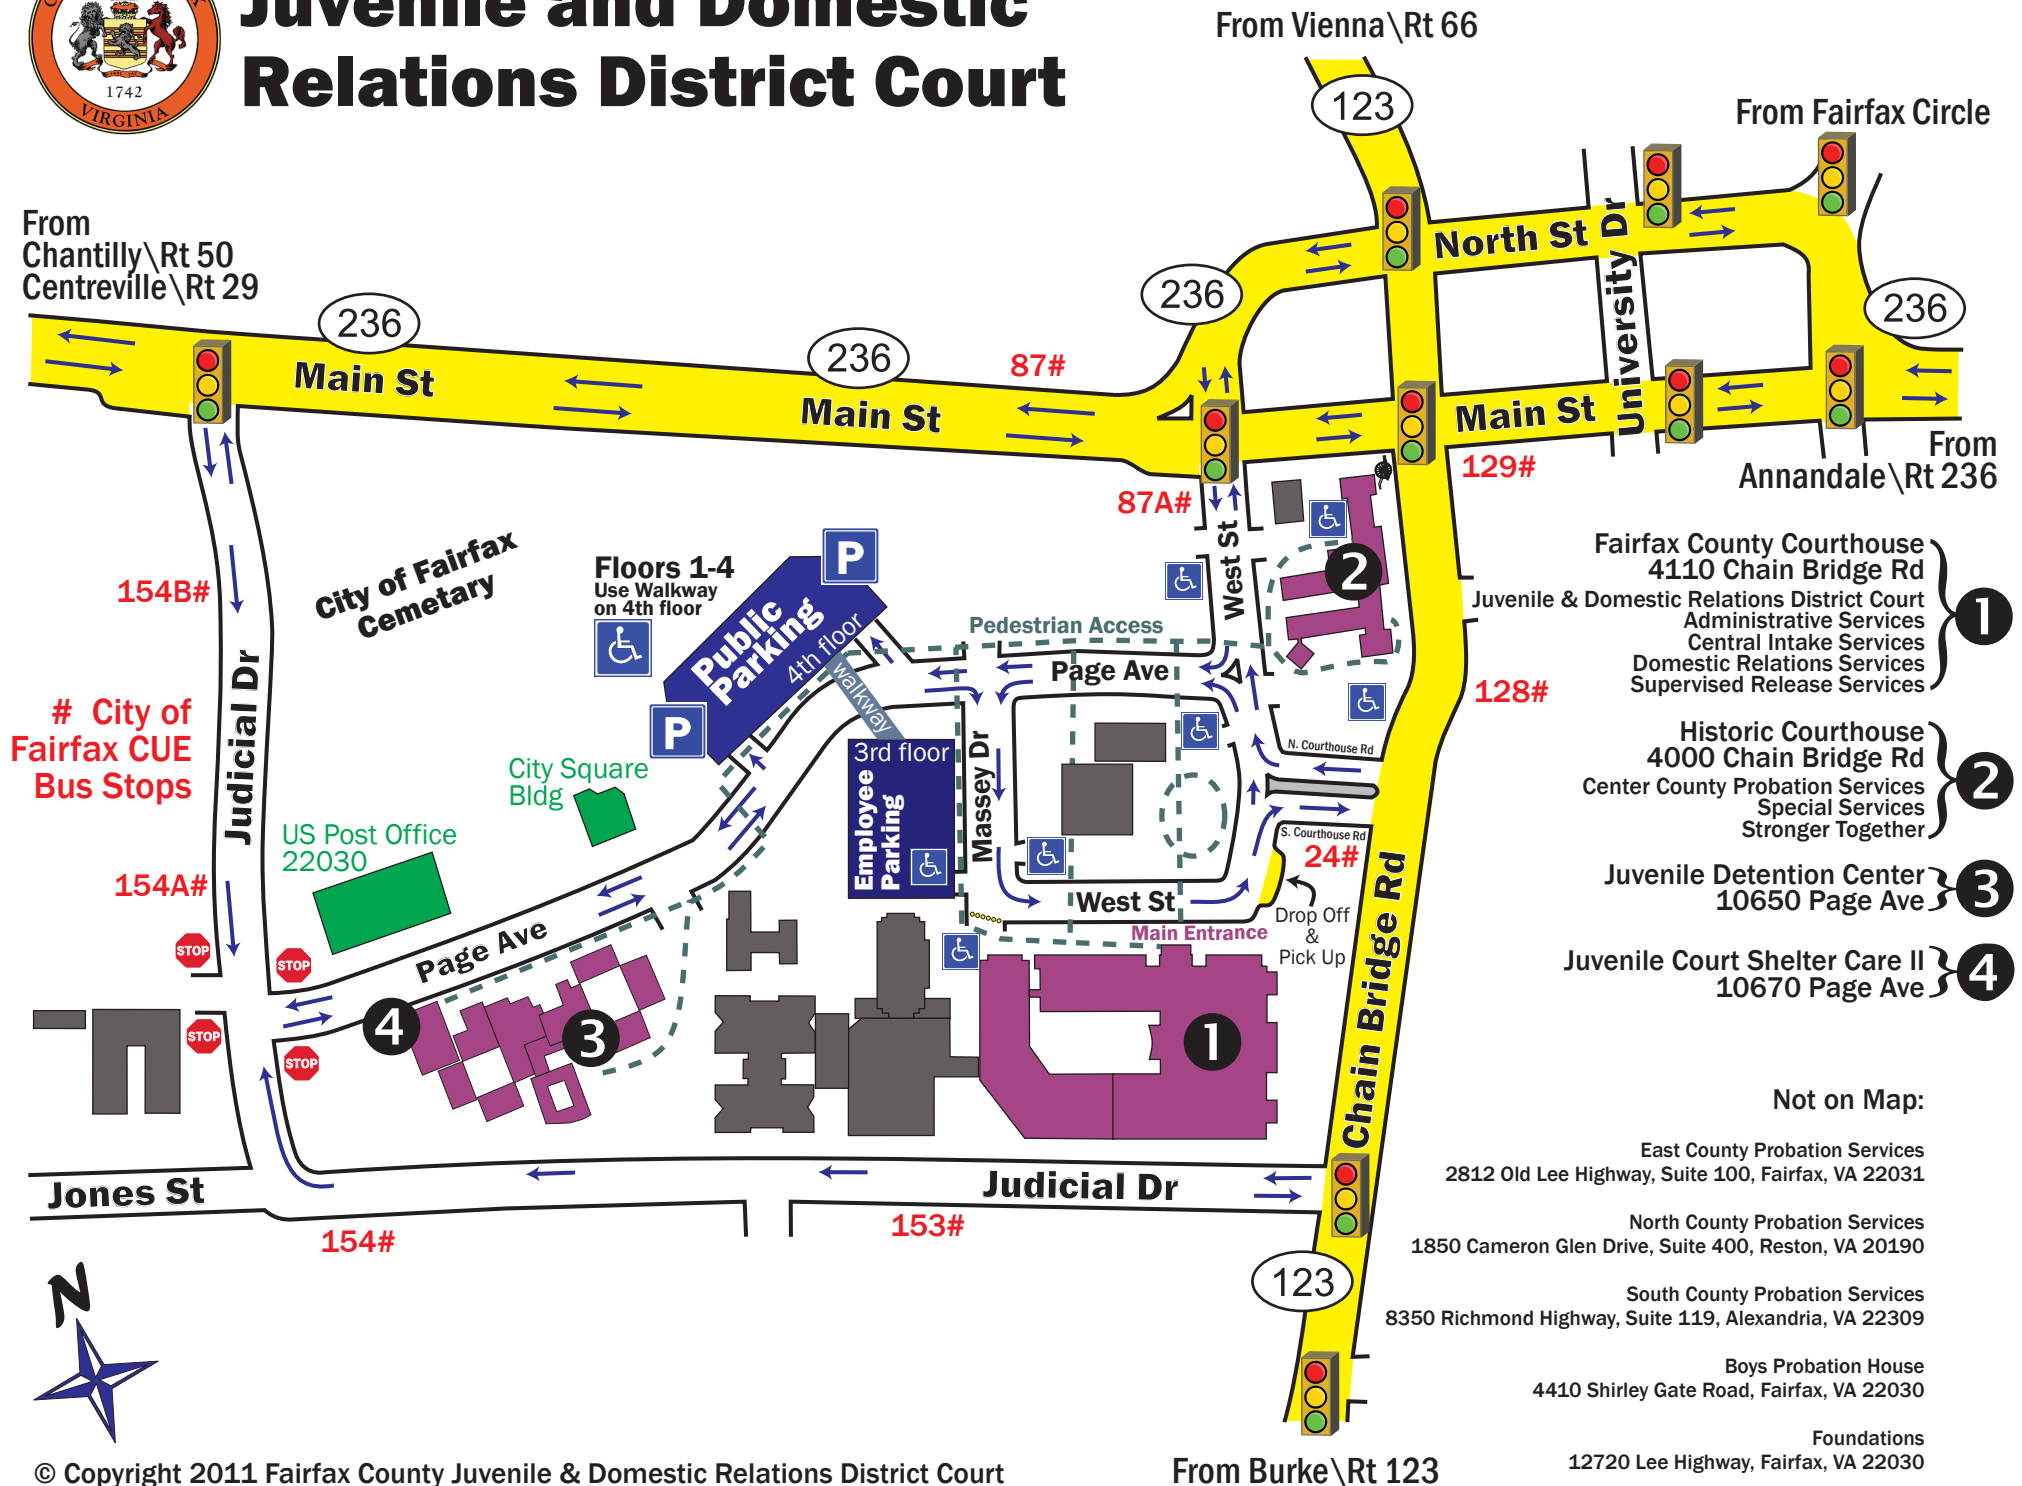 Juvenile and Domestic
Relations District Court
1742
VIRGINIA
From Vienna\Rt 66
123
From Fairfax Circle
From
Chantilly\Rt 50
Centreville\Rt 29
North St
University Dr
236
236
236
236
Main St
Main St
Main St
87#
87A#
129#
From
Annandale\Rt 236
City of Fairfax
Cemetary
Floors 1-4
Use Walkway
on 4th floor
P
Public
Parking
4th floor
P
walkway
West St
2
Pedestrian Access
Page Ave
154B#
Judicial Dr
# City of
Fairfax CUE
Bus Stops
154A#
128#
N. Courthouse Rd
S. Courthouse Rd
24#
3rd floor
Employee
Parking
Massey Dr
City Square
Bldg
US Post Office
22030
West St
Drop Off
&
Pick Up
Main Entrance
Page Ave
Chain Bridge Rd
STOP
STOP
STOP
STOP
4
3
1
Fairfax County Courthouse
4110 Chain Bridge Rd
Juvenile & Domestic Relations District Court
Administrative Services
Central Intake Services
Domestic Relations Services
Supervised Release Services
1
Historic Courthouse
4000 Chain Bridge Rd
Center County Probation Services
Special Services
Stronger Together
2
Juvenile Detention Center
10650 Page Ave
3
Juvenile Court Shelter Care II
10670 Page Ave
4
Jones St
Judicial Dr
154#
153#
123
N
Not on Map:
East County Probation Services
2812 Old Lee Highway, Suite 100, Fairfax, VA 22031
North County Probation Services
1850 Cameron Glen Drive, Suite 400, Reston, VA 20190
South County Probation Services
8350 Richmond Highway, Suite 119, Alexandria, VA 22309
Boys Probation House
4410 Shirley Gate Road, Fairfax, VA 22030
Foundations
12720 Lee Highway, Fairfax, VA 22030
From Burke\Rt 123
© Copyright 2011 Fairfax County Juvenile & Domestic Relations District Court